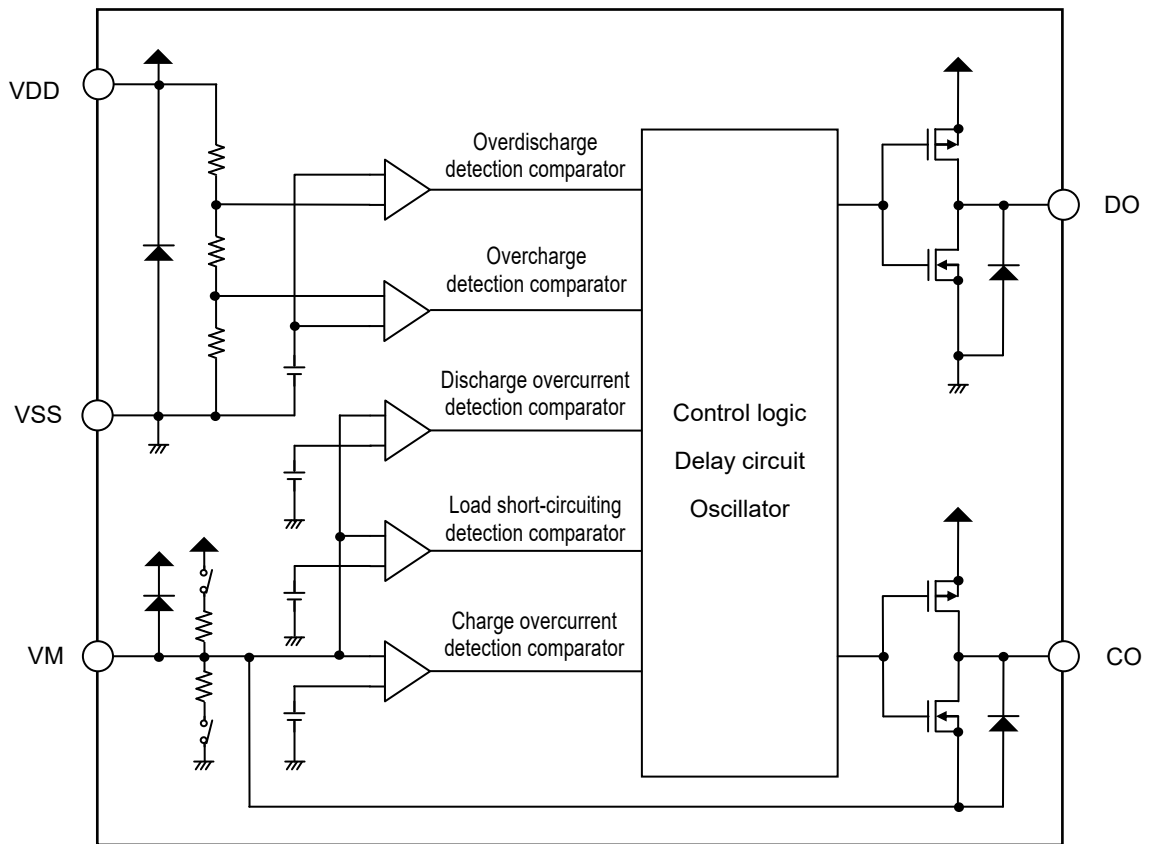 VDD
Overdischarge
detection comparator
DO
Overcharge
detection comparator
VSS
Discharge overcurrent
detection comparator
Control logic
Delay circuit
Oscillator
Load short-circuiting
detection comparator
VM
Charge overcurrent
detection comparator
CO